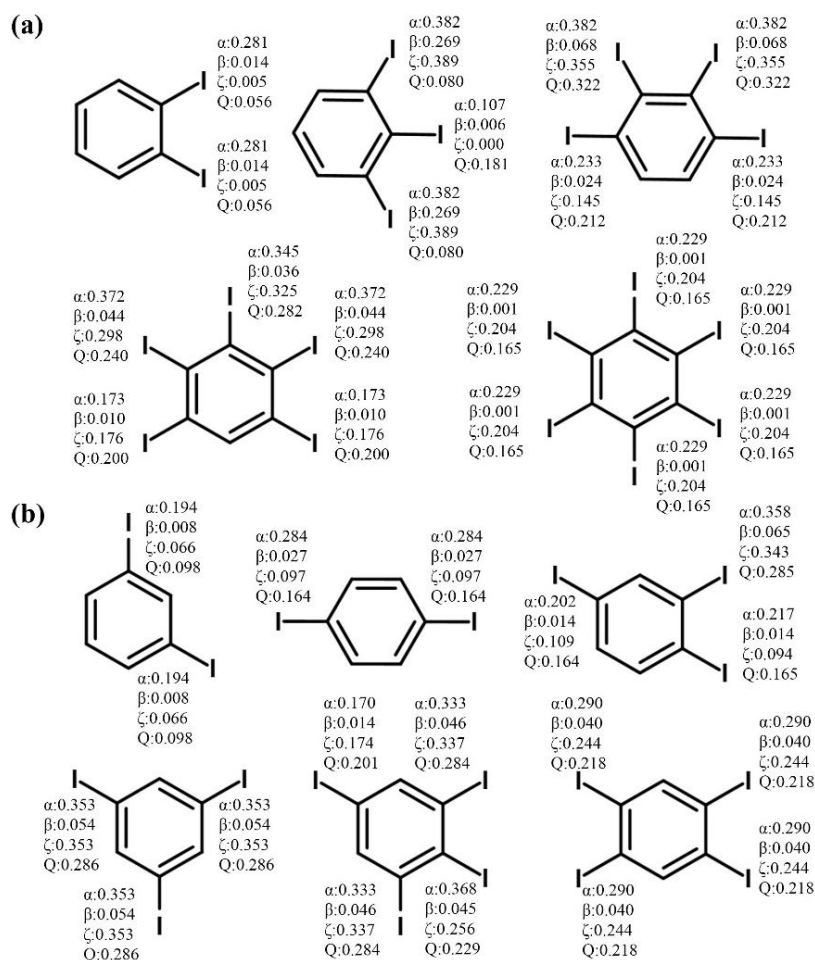 (a)
I
α:0.281
β:0.014
ζ:0.005
Q:0.056
I
α:0.281
β:0.014
ζ:0.005
Q:0.056
I
α:0.382
β:0.269
ζ:0.389
Q:0.080
I
α:0.107
β:0.006
ζ:0.000
Q:0.181
I
α:0.382
β:0.269
ζ:0.389
Q:0.080
α:0.382
β:0.068
ζ:0.355
Q:0.322
I
I
α:0.382
β:0.068
ζ:0.355
Q:0.322
I
α:0.233
β:0.024
ζ:0.145
Q:0.212
I
α:0.233
β:0.024
ζ:0.145
Q:0.212
α:0.372
β:0.044
ζ:0.298
Q:0.240
I
α:0.345
β:0.036
ζ:0.325
Q:0.282
I
α:0.372
β:0.044
ζ:0.298
Q:0.240
I
α:0.173
β:0.010
ζ:0.176
Q:0.200
I
α:0.173
β:0.010
ζ:0.176
Q:0.200
I
α:0.229
β:0.001
ζ:0.204
Q:0.165
I
α:0.229
β:0.001
ζ:0.204
Q:0.165
I
α:0.229
β:0.001
ζ:0.204
Q:0.165
I
α:0.229
β:0.001
ζ:0.204
Q:0.165
I
α:0.229
β:0.001
ζ:0.204
Q:0.165
I
α:0.229
β:0.001
ζ:0.204
Q:0.165
I
(b)
I
α:0.194
β:0.008
ζ:0.066
Q:0.098
I
α:0.194
β:0.008
ζ:0.066
Q:0.098
α:0.284
β:0.027
ζ:0.097
Q:0.164
I
α:0.284
β:0.027
ζ:0.097
Q:0.164
I
I
α:0.202
β:0.014
ζ:0.109
Q:0.164
α:0.358
β:0.065
ζ:0.343
Q:0.285
I
α:0.217
β:0.014
ζ:0.094
Q:0.165
I
I
α:0.353
β:0.054
ζ:0.353
Q:0.286
I
α:0.353
β:0.054
ζ:0.353
Q:0.286
α:0.353
β:0.054
ζ:0.353
Q:0.286
I
α:0.170
β:0.014
ζ:0.174
Q:0.201
I
α:0.333
β:0.046
ζ:0.337
Q:0.284
I
α:0.333
β:0.046
ζ:0.337
Q:0.284
I
α:0.368
β:0.045
ζ:0.256
Q:0.229
I
α:0.290
β:0.040
ζ:0.244
Q:0.218
I
α:0.290
β:0.040
ζ:0.244
Q:0.218
I
α:0.290
β:0.040
ζ:0.244
Q:0.218
I
α:0.290
β:0.040
ζ:0.244
Q:0.218
I